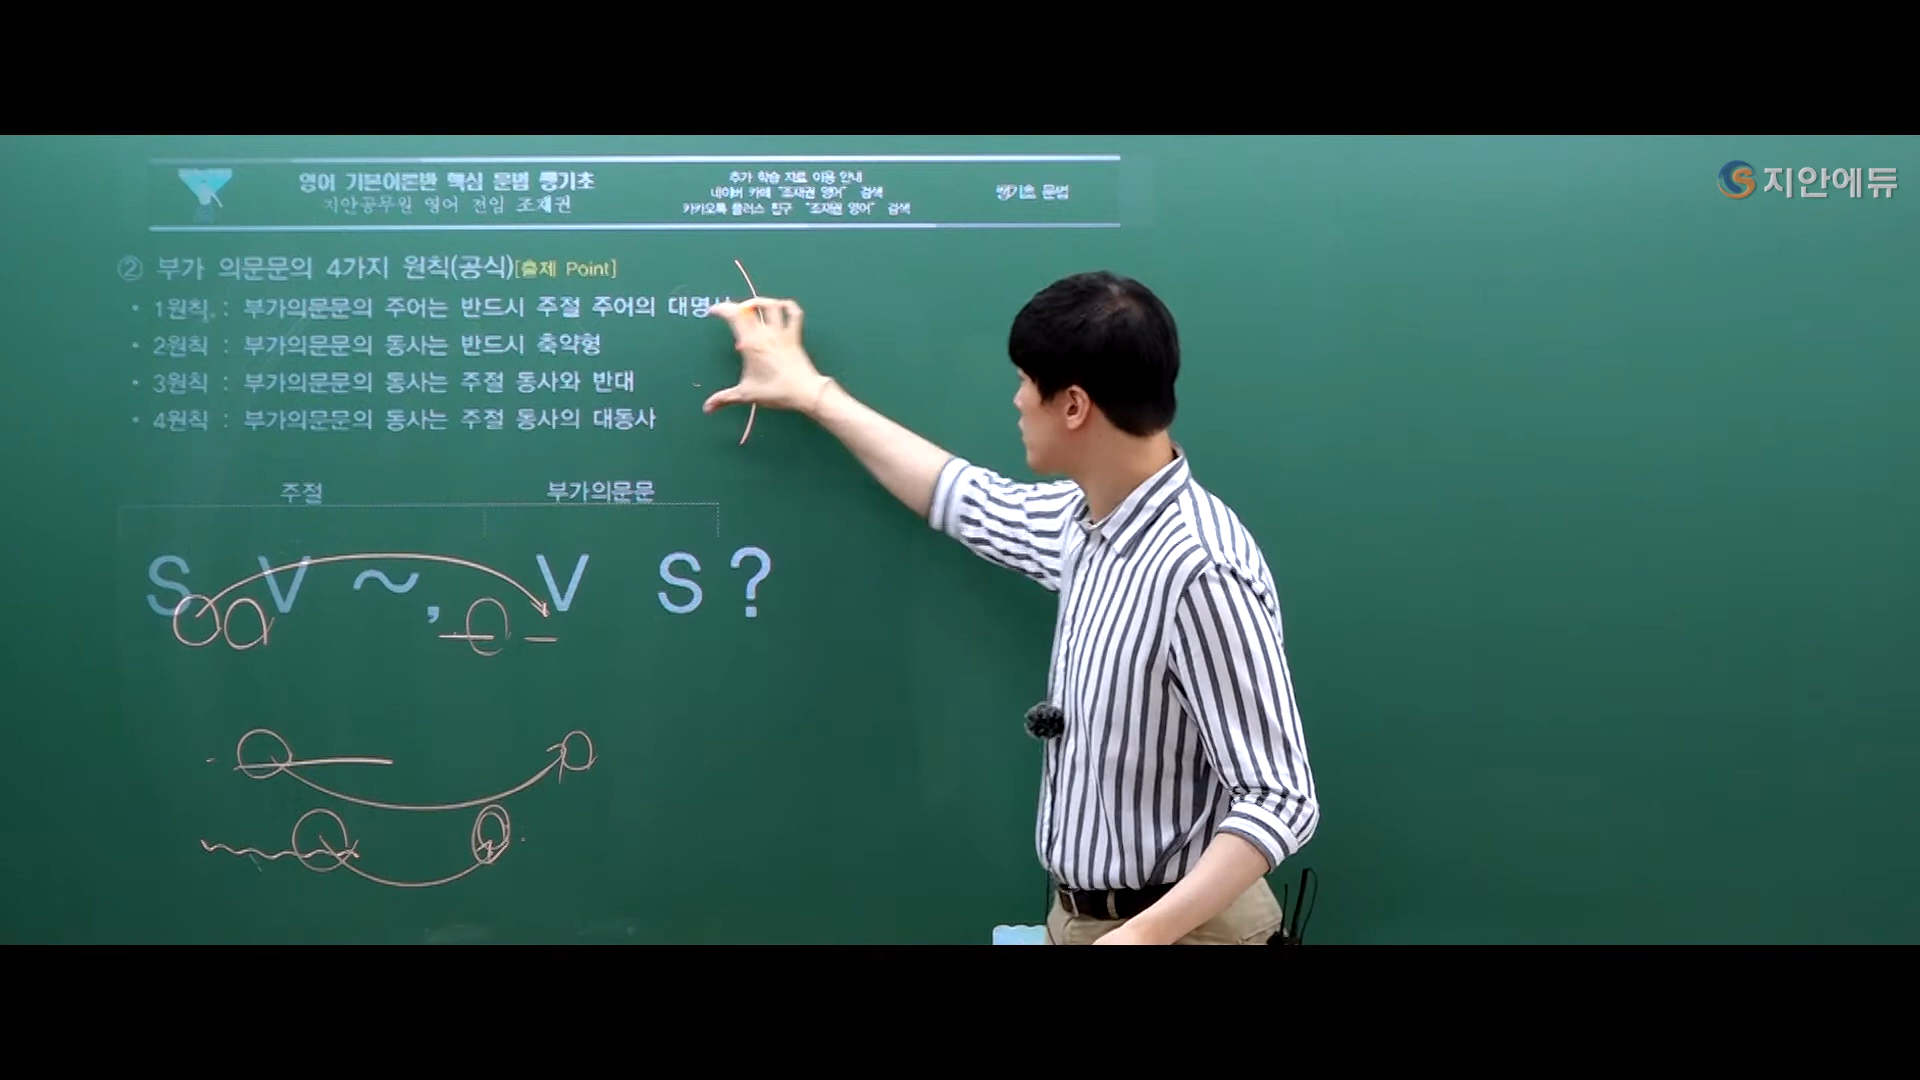 영어 기본이론반 핵심 문법 쌩기초
지안공무원 영어 전임 조재권
추가 학습 자료 이용 안내
네이버 카페 "조재권 영어" 검색
카카오톡 플러스 친구 "조재권 영어" 검색
쌩기초 문법
지안에듀
② 부가 의문문의 4가지 원칙(공식)[출제 Point]
• 1원칙 : 부가의문문의 주어는 반드시 주절 주어의
• 2원칙 : 부가의문문의 동사는 반드시 축약형
• 3원칙 : 부가의문문의 동사는 주절 동사와 반대
• 4원칙 : 부가의문문의 동사는 주절 동사의 대동사
주절 부가의문문
S V ~, V S ?